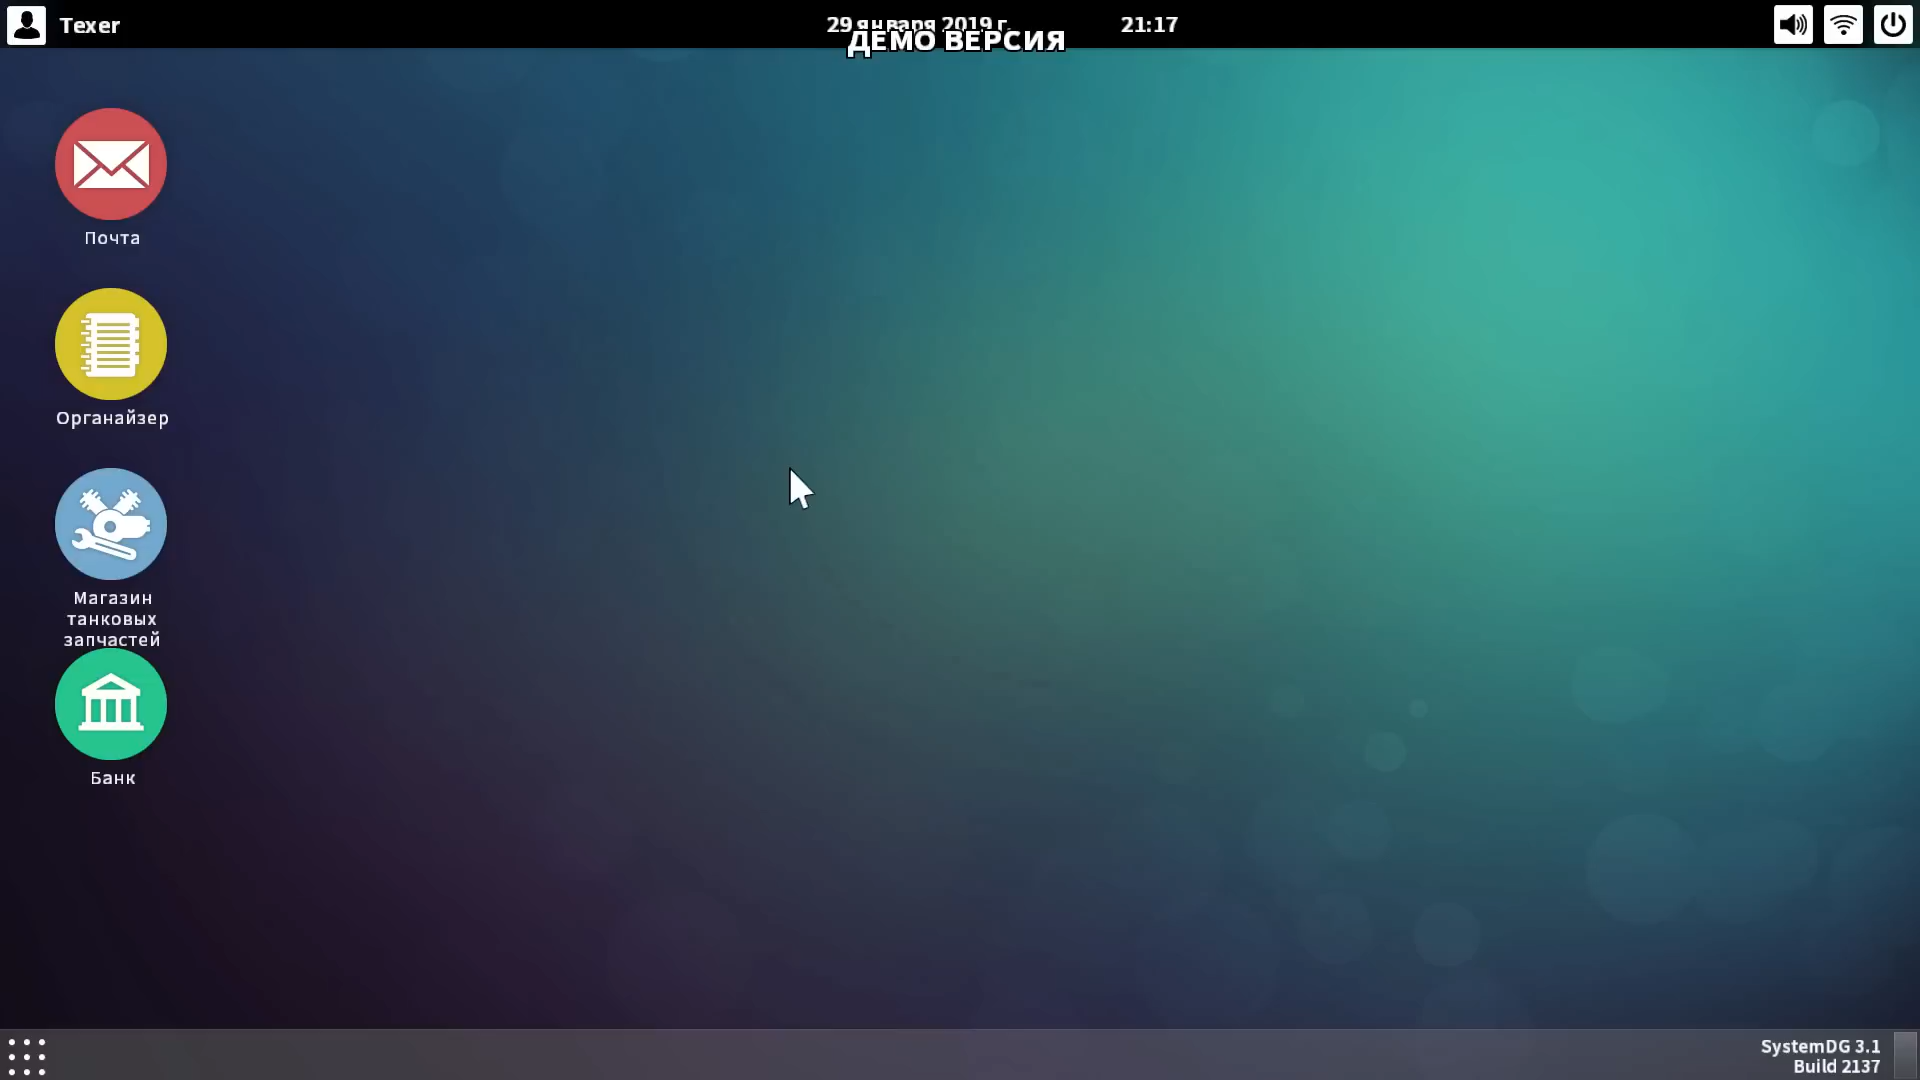 Texer
29 января 2019 г.
21:17
ДЕМО ВЕРСИЯ
Почта
Органайзер
Магазин
танковых
запчастей
Банк
SystemDG 3.1
Build 2137